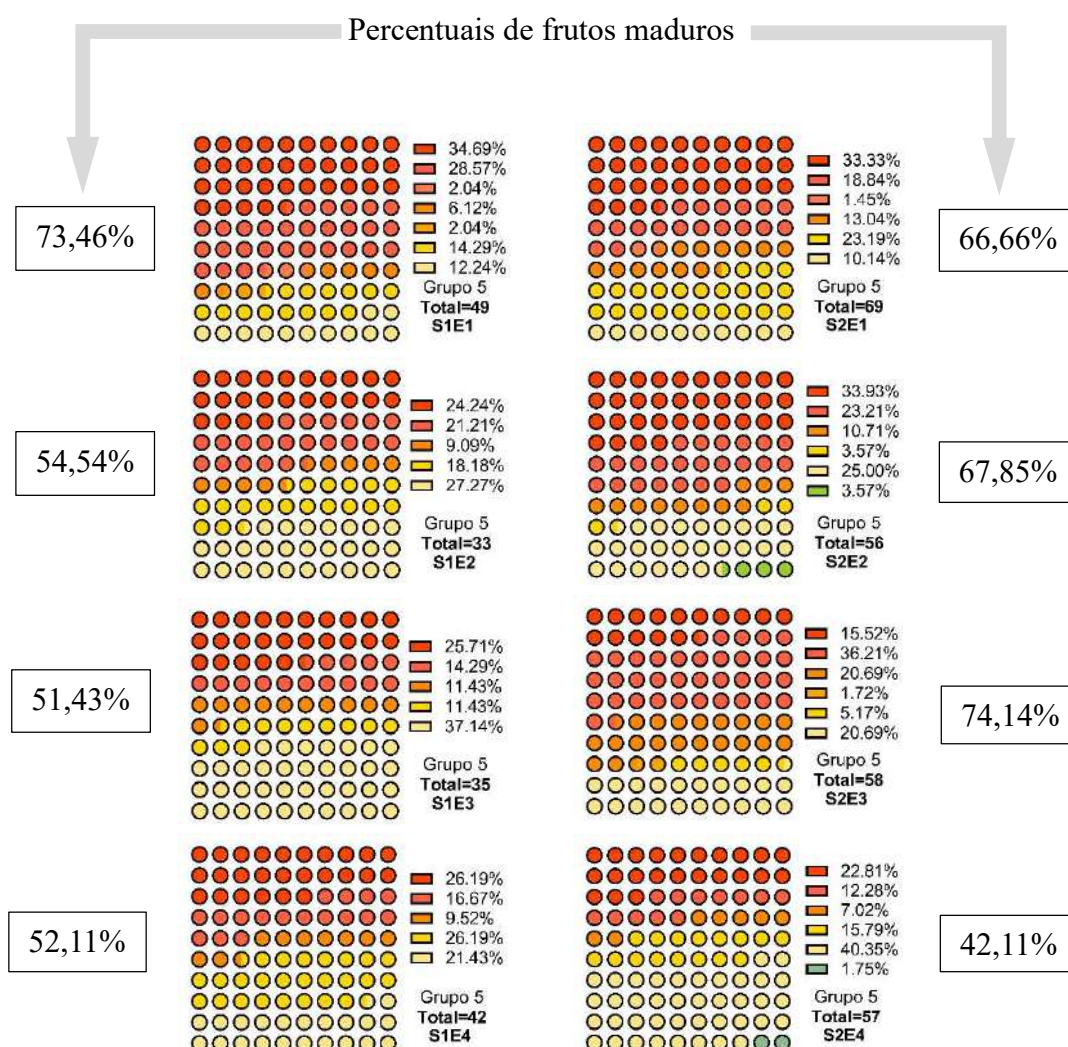 Percentuais de frutos maduros
73,46%
34.69%
28.57%
2.04%
6.12%
2.04%
14.29%
12.24%
Grupo 5
Total=49
S1E1
33.33%
18.84%
1.45%
13.04%
23.19%
10.14%
Grupo 5
Total=69
S2E1
66,66%
54,54%
24.24%
21.21%
9.09%
18.18%
27.27%
Grupo 5
Total=33
S1E2
33.93%
23.21%
10.71%
3.57%
25.00%
3.57%
Grupo 5
Total=56
S2E2
67,85%
51,43%
25.71%
14.29%
11.43%
11.43%
37.14%
Grupo 5
Total=35
S1E3
15.52%
36.21%
20.69%
1.72%
5.17%
20.69%
Grupo 5
Total=58
S2E3
74,14%
52,11%
26.19%
16.67%
9.52%
26.19%
21.43%
Grupo 5
Total=42
S1E4
22.81%
12.28%
7.02%
15.79%
40.35%
1.75%
Grupo 5
Total=57
S2E4
42,11%